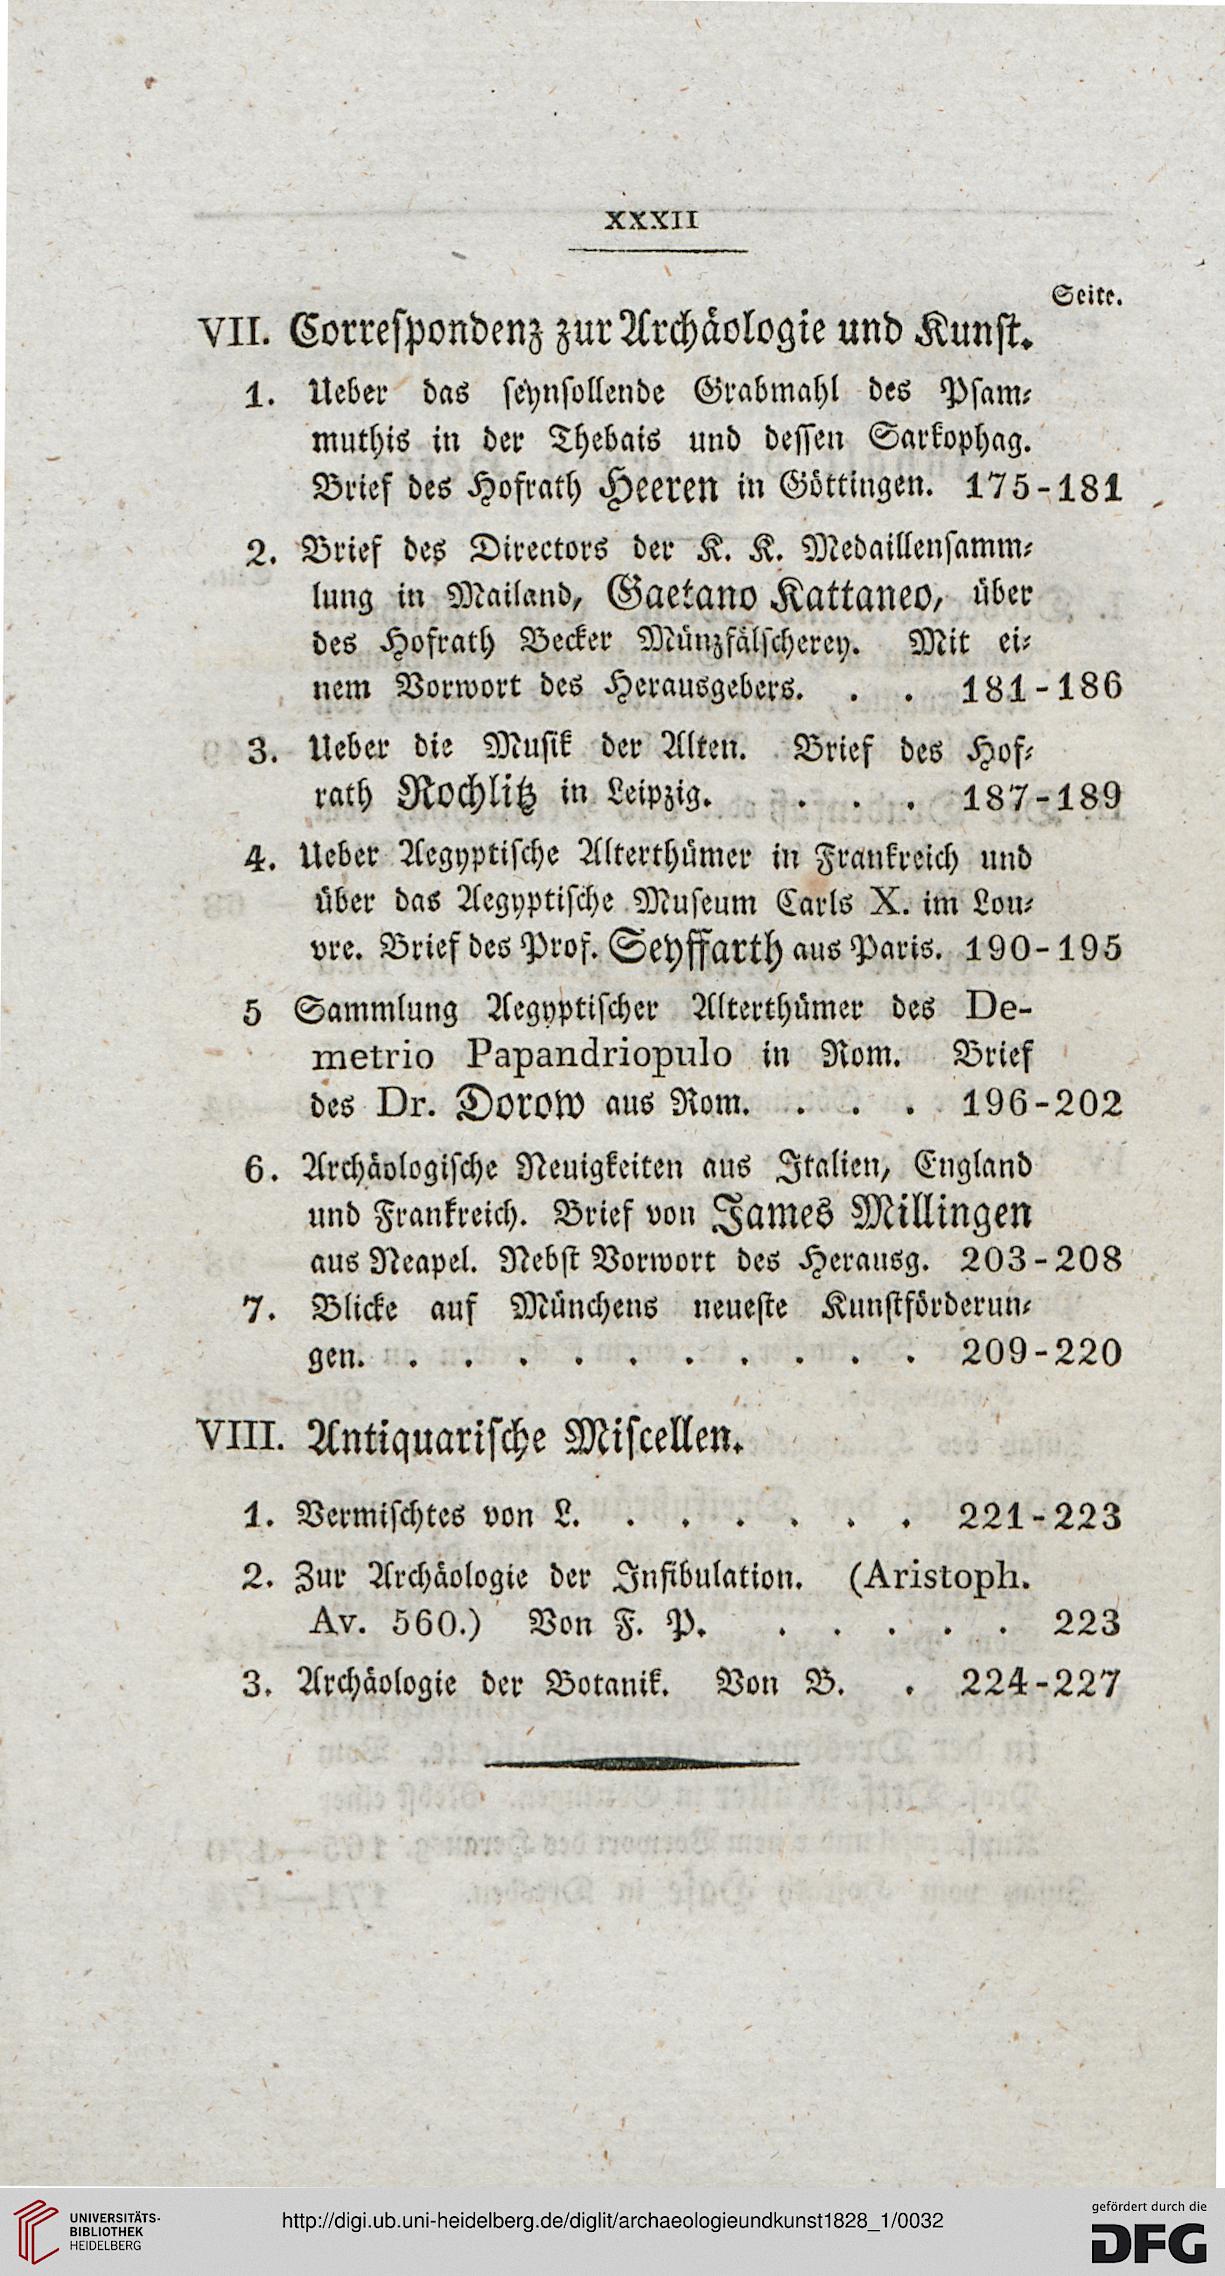 XXXII
Seite.
VII. Correspondenz zur Archäologie und Kunst.
1. Ueber das seynsollende Grabmahl des Psam-
muthis in der Thebais und dessen Sarkophag.
Brief des Hofrath Heeren in Göttingen. 175-181
2. Brief des Directors der K. K. Medaillensamm-
lung in Mailand, Gaetano Kattaneo, über
des Hofrath Becker Münzfälscherey. Mit ei-
nem Vorwort des Herausgebers. . . 181-186
3. Ueber die Musik der Alten. Brief des Hof-
rath Rochlitz in Leipzig. . . . 187-189
4. Ueber Aegyptische Alterthümer in Frankreich und
über das Aegyptische Museum Carls X. im Lou-
vre. Brief des Prof. Seyffarth aus Paris. 190-195
5 Sammlung Aegyptischer Alterthümer des De-
metrio Papandriopulo in Rom. Brief
des Dr. Dorow aus Rom. . . . 196-202
6. Archäologische Neuigkeiten aus Italien, England
und Frankreich. Brief von James Millingen
aus Neapel. Nebst Vorwort des Herausg. 203-208
7. Blicke auf Münchens neueste Kunstförderun-
gen. . . . . . . . . . . 209-220
VIII. Antiquarische Miscellen.
1. Vermischtes von L. . . . . . . 221-223
2. Zur Archäologie der Infibulation. (Aristoph.
Av. 560.) Von F. P. . . . . . 223
3. Archäologie der Botanik. Von B. . 224-227
UNIVERSITÄTS-
BIBLIOTHEK
HEIDELBERG
http://digi.ub.uni-heidelberg.de/diglit/archaeologieundkunst1828_1/0032
gefördert durch die
DFG